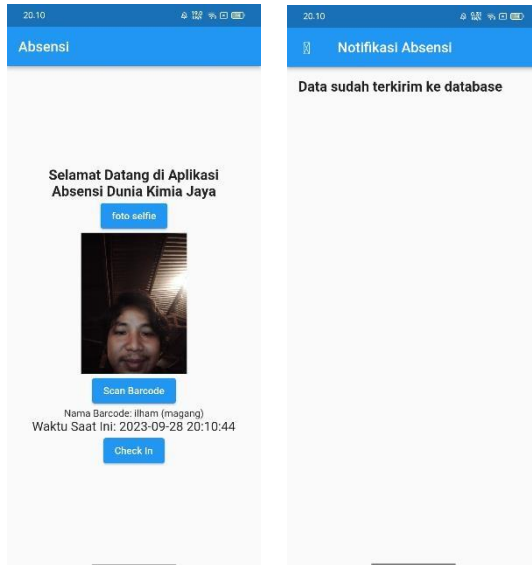 20.10
Absensi
Selamat Datang di Aplikasi
Absensi Dunia Kimia Jaya
foto selfie
Scan Barcode
Nama Barcode: ilham (magang)
Waktu Saat Ini: 2023-09-28 20:10:44
Check In
20.10
Notifikasi Absensi
Data sudah terkirim ke database